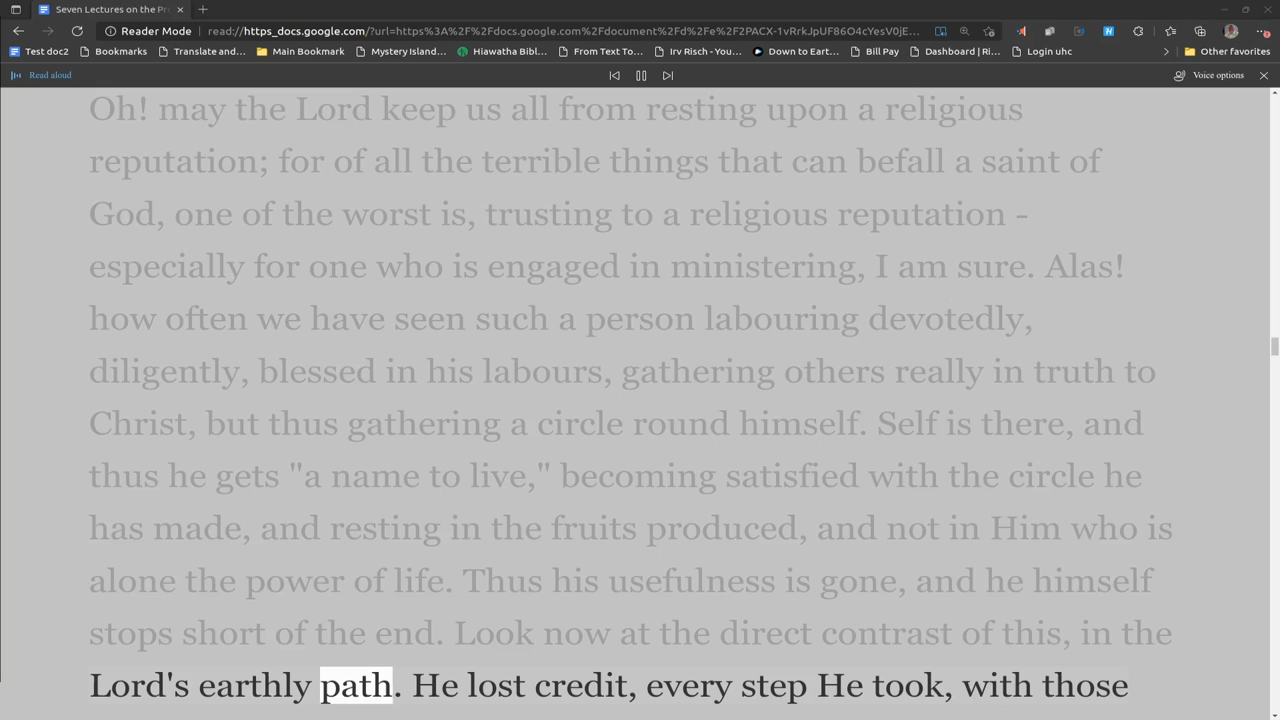 Seven Lectures on the Pr
Reader Mode
read://https_docs.google.com/?url=https%3A%2F%2Fdocs.google.com%2Fdocument%2Fd%2Fe%2F2PACX-1vRrkJpUF86O4cYesV0jE...
Test doc2
Bookmarks
Translate and...
Main Bookmark
Mystery Island...
Hiawatha Bibl...
From Text To...
Irv Risch - You...
Down to Eart...
Bill Pay
Dashboard | Ri...
Login uhc
Other favorites
Read aloud
Voice options
Oh! may the Lord keep us all from resting upon a religious
reputation; for of all the terrible things that can befall a saint of
God, one of the worst is, trusting to a religious reputation -
especially for one who is engaged in ministering, I am sure. Alas!
how often we have seen such a person labouring devotedly,
diligently, blessed in his labours, gathering others really in truth to
Christ, but thus gathering a circle round himself. Self is there, and
thus he gets "a name to live," becoming satisfied with the circle he
has made, and resting in the fruits produced, and not in Him who is
alone the power of life. Thus his usefulness is gone, and he himself
stops short of the end. Look now at the direct contrast of this, in the
Lord's earthly path. He lost credit, every step He took, with those